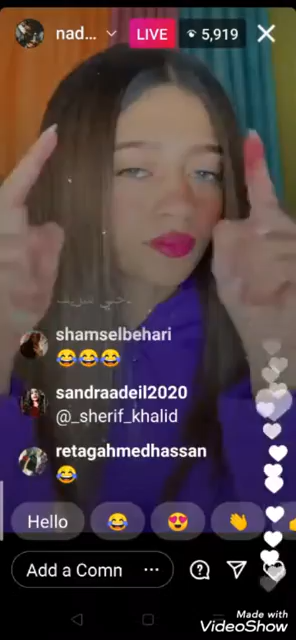 nad...
LIVE
5,919
shamselbehari
😂😂😂
sandraadeil2020
@_sherif_khalid
retagahmedhassan
😂
Hello
😂
😍
👏
Add a Comn
Made with
VideoShow